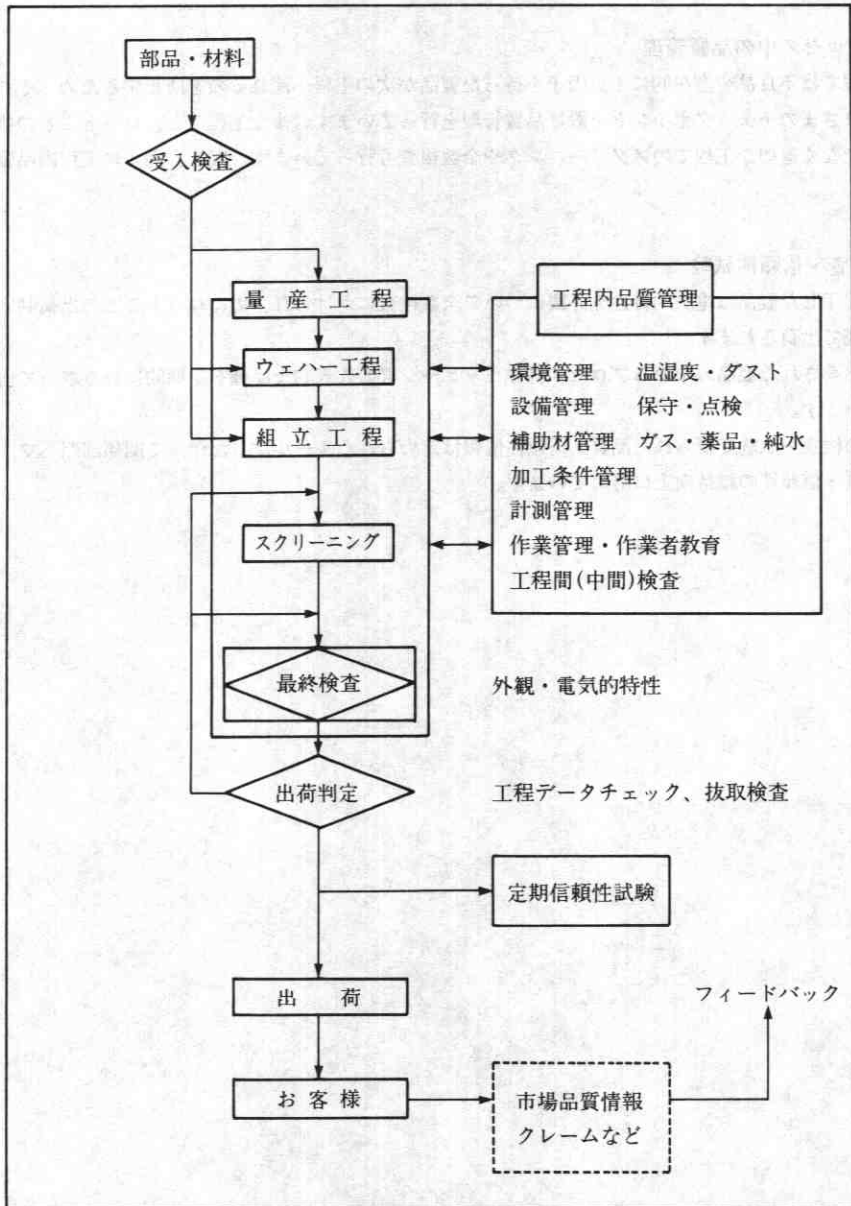 部品・材料
受入検査
量産工程
工程内品質管理
ウェハー工程
環境管理 温湿度・ダスト
設備管理 保守・点検
組立工程
補助材管理 ガス・薬品・純水
加工条件管理
計測管理
スクリーニング
作業管理・作業者教育
工程間(中間)検査
最終検査
外観・電気的特性
出荷判定
工程データチェック、抜取検査
定期信頼性試験
出荷
フィードバック
お客様
市場品質情報
クレームなど